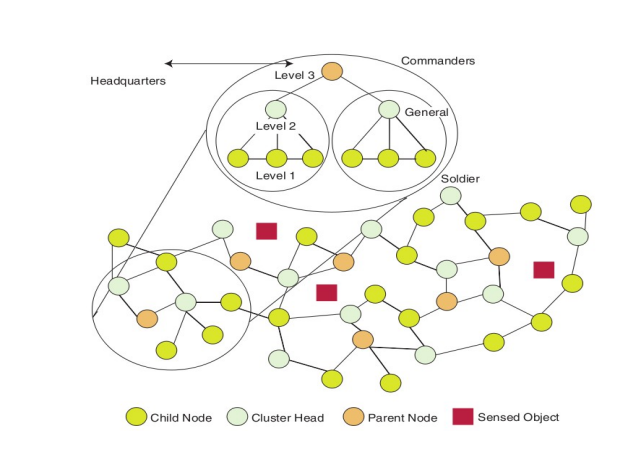 Commanders
Level 3
Headquarters
General
Level 2
Level 1
Soldier
Child Node
Cluster Head
Parent Node
Sensed Object